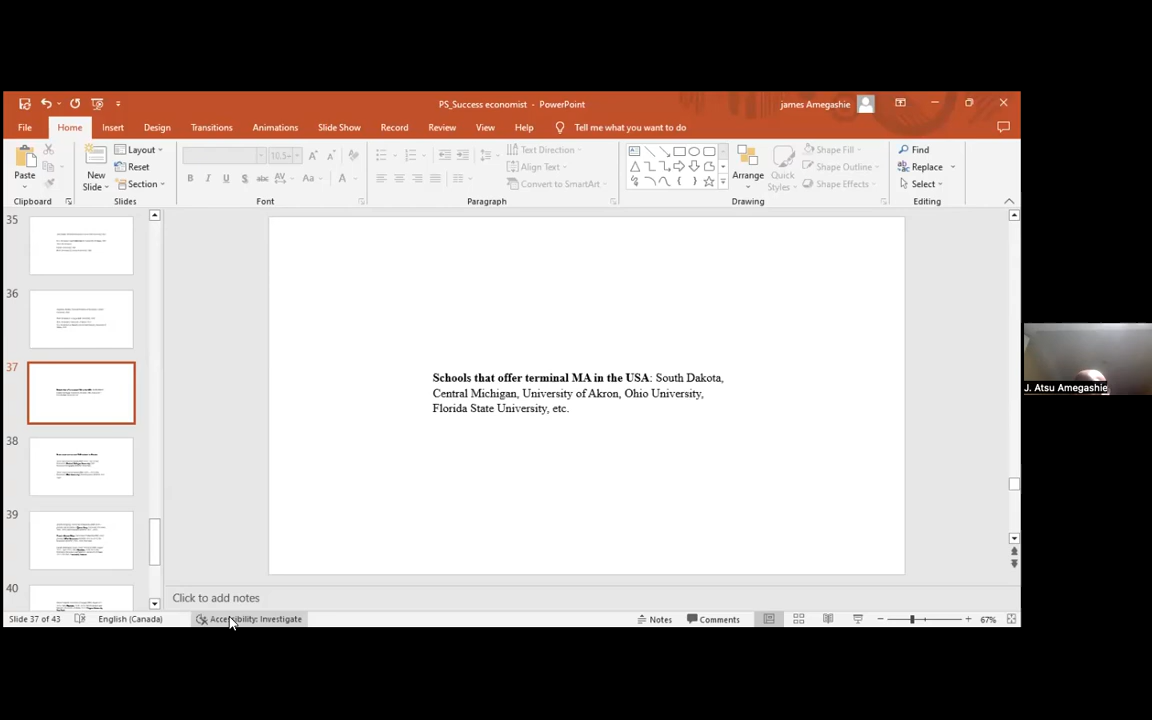 PS_Success economist - PowerPoint
james Amegashie
File Home Insert Design Transitions Animations Slide Show Record Review View Help Tell me what you want to do
Paste
Clipboard
New
Slide
Layout
Reset
Section
Slides
10.5
Font
Paragraph
Text Direction
Align Text
Convert to SmartArt
Arrange
Quick
Styles
Shape Fill
Shape Outline
Shape Effects
Drawing
Find
Replace
Select
Editing
35
36
37
38
39
40
Schools that offer terminal MA in the USA: South Dakota,
Central Michigan, University of Akron, Ohio University,
Florida State University, etc.
J. Atsu Amegashie
Click to add notes
Slide 37 of 43 English (Canada) Accessibility: Investigate Notes Comments 67%